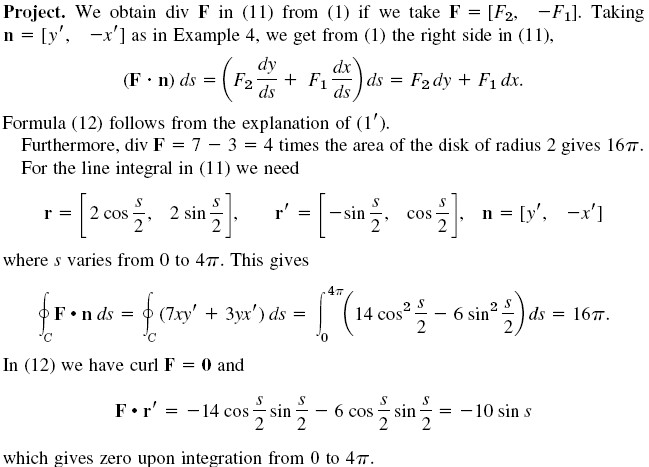 Project. We obtain div F in (11) from (1) if we take F = [F₂, −F₁]. Taking
n = [y′, −x′] as in Example 4, we get from (1) the right side in (11),
(F · n) ds = (F₂ dy/ds + F₁ dx/ds) ds = F₂ dy + F₁ dx.
Formula (12) follows from the explanation of (1′).
Furthermore, div F = 7 − 3 = 4 times the area of the disk of radius 2 gives 16π.
For the line integral in (11) we need
r = [2 cos s/2, 2 sin s/2], r′ = [−sin s/2, cos s/2], n = [y′, −x′]
where s varies from 0 to 4π. This gives
∮_C F • n ds = ∮_C (7xy′ + 3yx′) ds = ∫₀^{4π} (14 cos² s/2 − 6 sin² s/2) ds = 16π.
In (12) we have curl F = 0 and
F • r′ = −14 cos s/2 sin s/2 − 6 cos s/2 sin s/2 = −10 sin s
which gives zero upon integration from 0 to 4π.